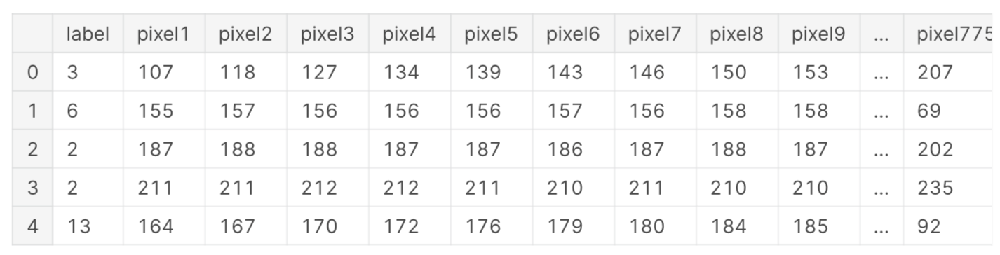 label pixel1 pixel2 pixel3 pixel4 pixel5 pixel6 pixel7 pixel8 pixel9 ... pixel775
0 3 107 118 127 134 139 143 146 150 153 ... 207
1 6 155 157 156 156 156 157 156 158 158 ... 69
2 2 187 188 188 187 187 186 187 188 187 ... 202
3 2 211 211 212 212 211 210 211 210 210 ... 235
4 13 164 167 170 172 176 179 180 184 185 ... 92